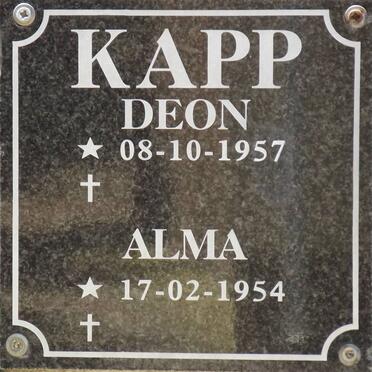 KAPP
DEON
★ 08-10-1957
✝
ALMA
★ 17-02-1954
✝